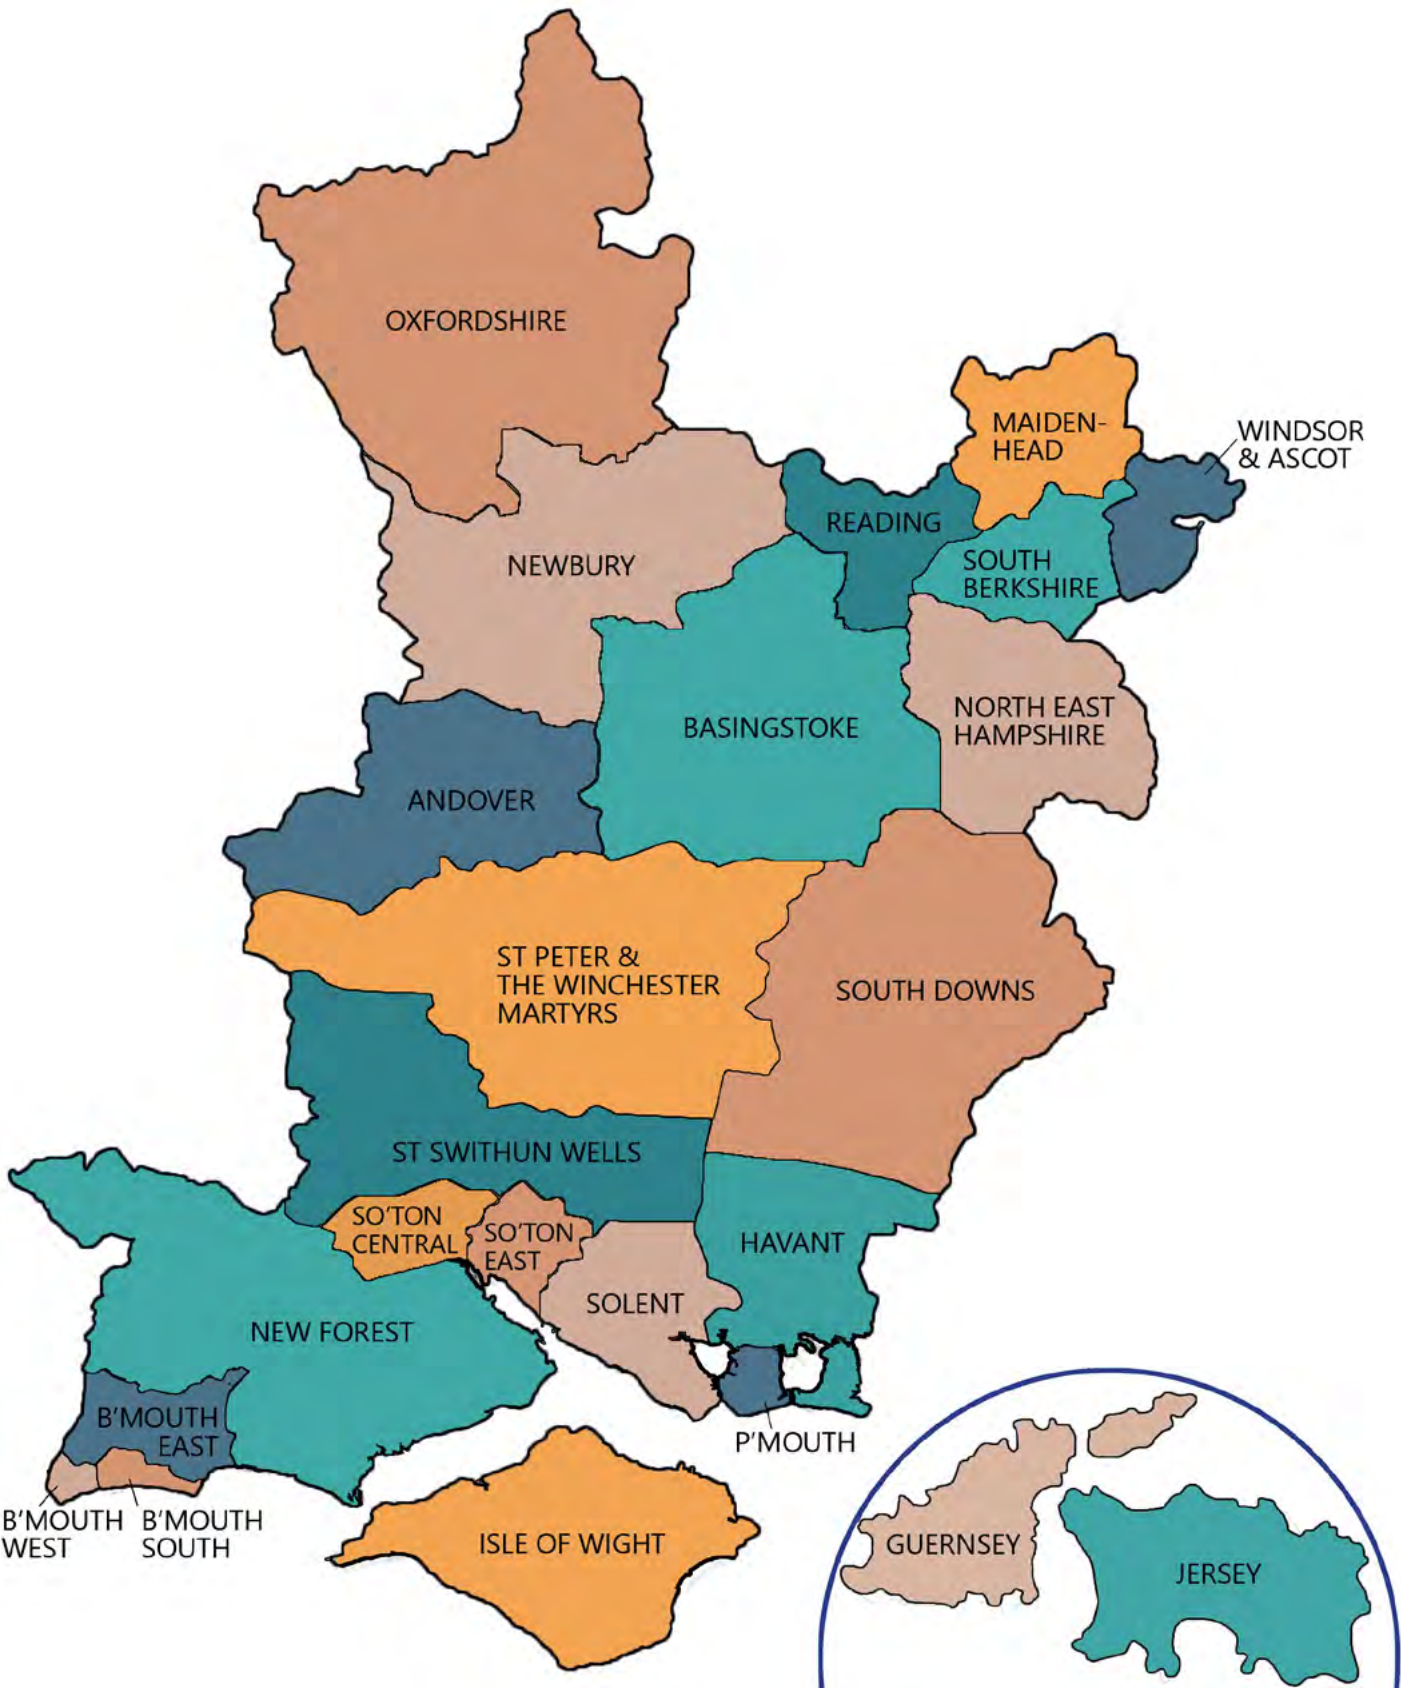 OXFORDSHIRE
MAIDEN-
HEAD
WINDSOR
& ASCOT
READING
NEWBURY
SOUTH
BERKSHIRE
BASINGSTOKE
NORTH EAST
HAMPSHIRE
ANDOVER
ST PETER &
THE WINCHESTER
MARTYRS
SOUTH DOWNS
ST SWITHUN WELLS
SO'TON
CENTRAL
SO'TON
EAST
HAVANT
SOLENT
NEW FOREST
B'MOUTH
EAST
P'MOUTH
B'MOUTH
WEST
B'MOUTH
SOUTH
ISLE OF WIGHT
GUERNSEY
JERSEY